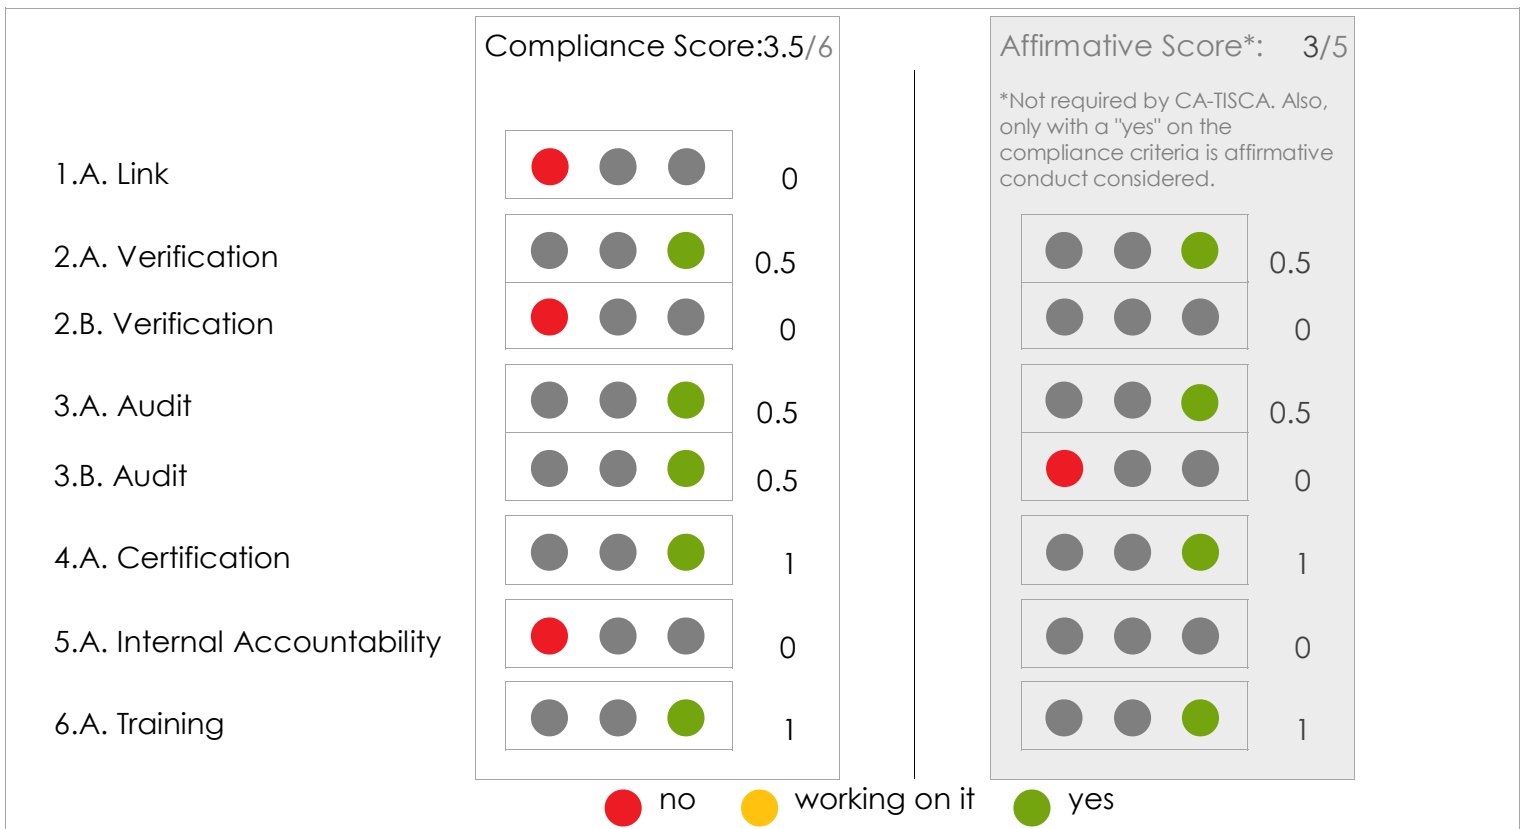 Compliance Score:3.5/6
Affirmative Score*: 3/5
*Not required by CA-TISCA. Also,
only with a "yes" on the
compliance criteria is affirmative
conduct considered.
1.A. Link 0
2.A. Verification 0.5 0.5
2.B. Verification 0 0
3.A. Audit 0.5 0.5
3.B. Audit 0.5 0
4.A. Certification 1 1
5.A. Internal Accountability 0 0
6.A. Training 1 1
no working on it yes